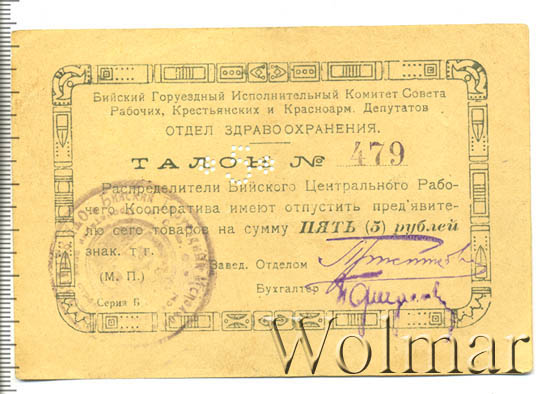 Бийский Горуездный Исполнительный Комитет Совета
Рабочих, Крестьянских и Красноарм. Депутатов
ОТДЕЛ ЗДРАВООХРАНЕНИЯ.
ТАЛОН № 479
Распределители Бийского Центрального Рабо-
чего Кооператива имеют отпустить пред'явите-
лю сего товаров на сумму ПЯТЬ (5) рублей
знак. т. г.
Завед. Отделом
(М. П.)
Бухгалтер
Серия Б
Wolmar